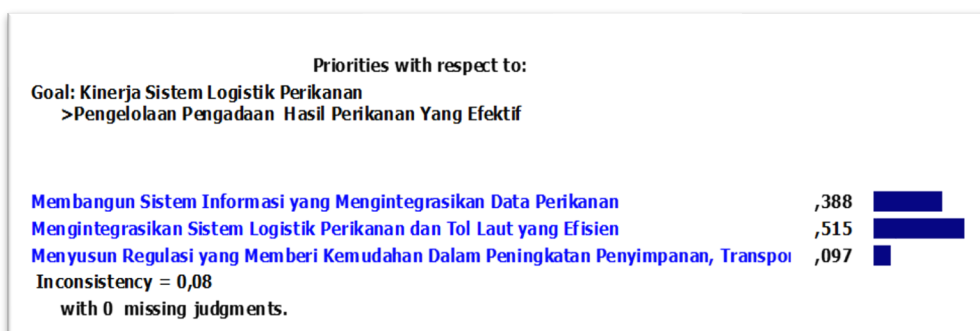 Priorities with respect to:
Goal: Kinerja Sistem Logistik Perikanan
>Pengelolaan Pengadaan Hasil Perikanan Yang Efektif
Membangun Sistem Informasi yang Mengintegrasikan Data Perikanan ,388
Mengintegrasikan Sistem Logistik Perikanan dan Tol Laut yang Efisien ,515
Menyusun Regulasi yang Memberi Kemudahan Dalam Peningkatan Penyimpanan, Transpor ,097
Inconsistency = 0,08
with 0 missing judgments.